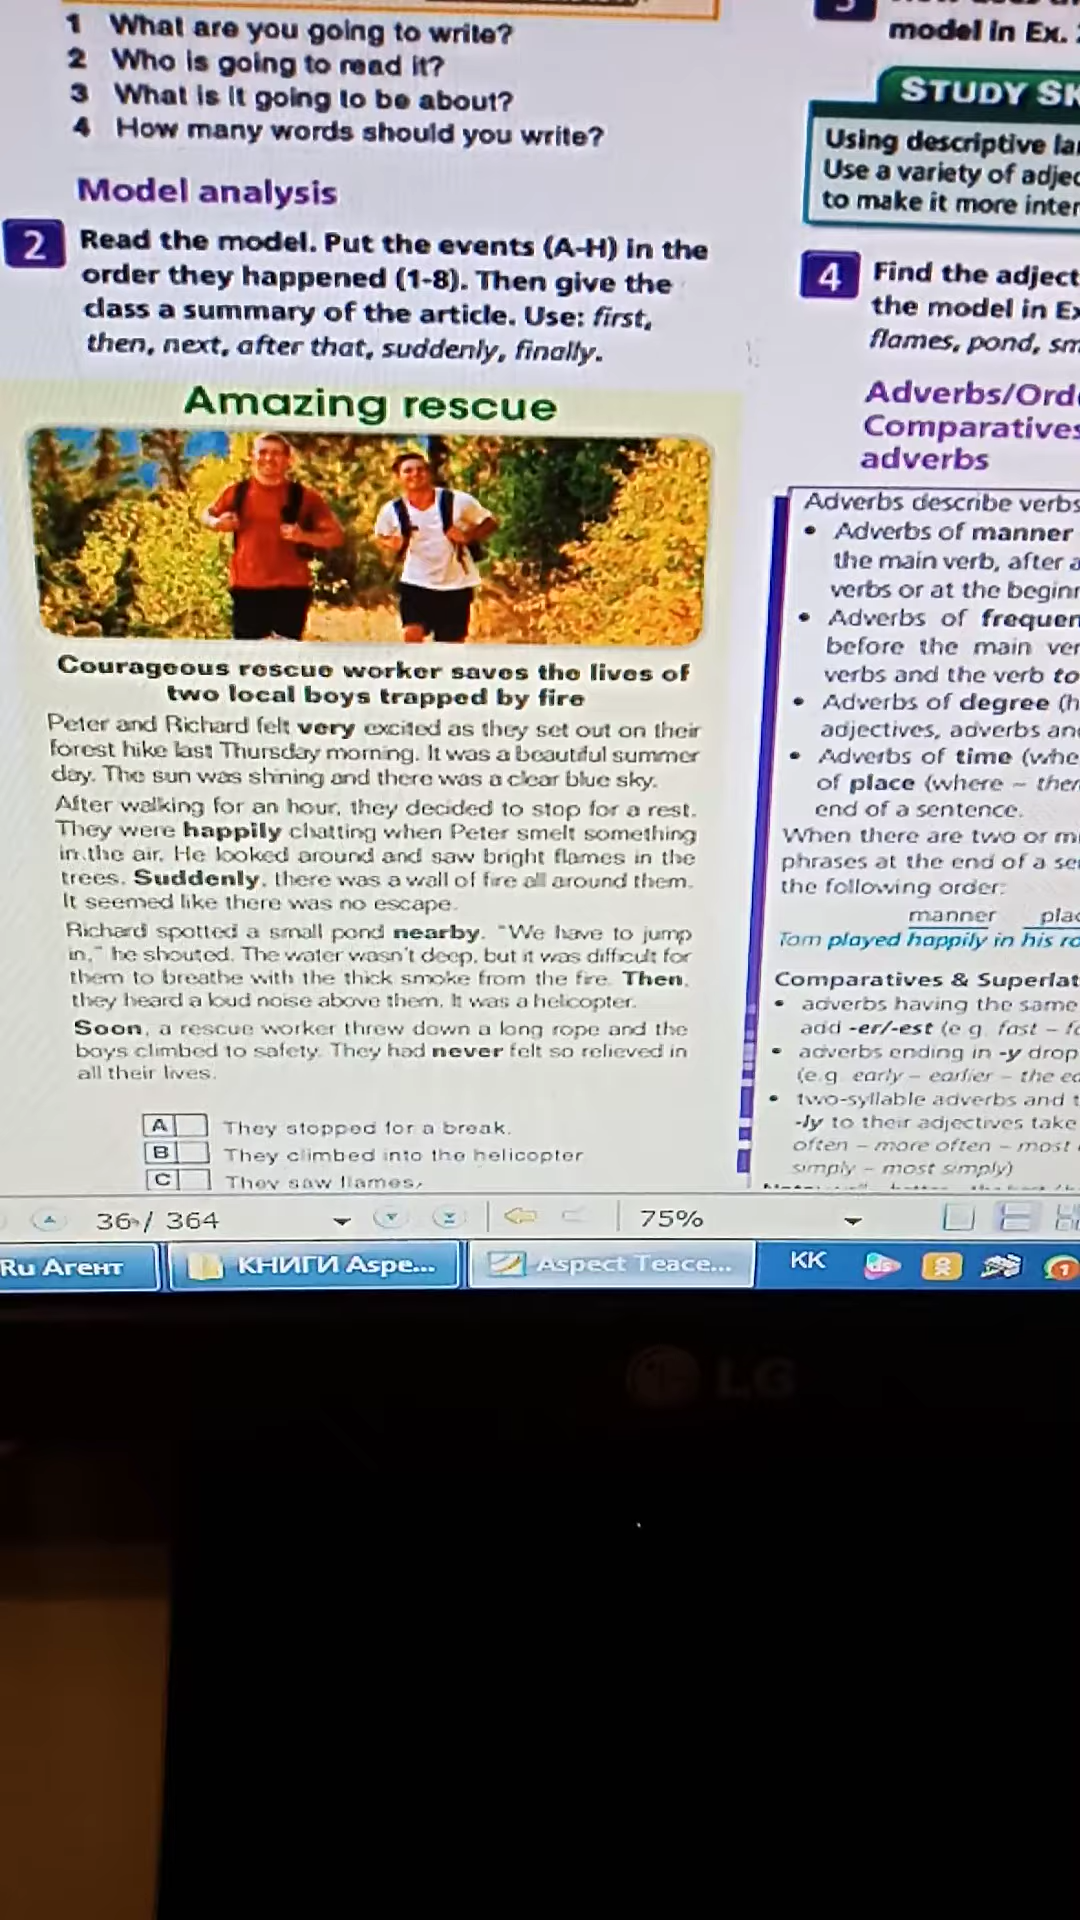 1 What are you going to write?
2 Who is going to read it?
3 What is it going to be about?
4 How many words should you write?
Model analysis
2 Read the model. Put the events (A-H) in the
order they happened (1-8). Then give the
class a summary of the article. Use: first,
then, next, after that, suddenly, finally.
Amazing rescue
Courageous rescue worker saves the lives of
two local boys trapped by fire
Peter and Richard felt very excited as they set out on their
forest hike last Thursday morning. It was a beautiful summer
day. The sun was shining and there was a clear blue sky.
After walking for an hour, they decided to stop for a rest.
They were happily chatting when Peter smelt something
in the air. He looked around and saw bright flames in the
trees. Suddenly, there was a wall of fire all around them.
It seemed like there was no escape.
Richard spotted a small pond nearby. "We have to jump
in," he shouted. The water wasn't deep, but it was difficult for
them to breathe with the thick smoke from the fire. Then,
they heard a loud noise above them. It was a helicopter.
Soon, a rescue worker threw down a long rope and the
boys climbed to safety. They had never felt so relieved in
all their lives.
A They stopped for a break.
B They climbed into the helicopter
C They saw flames.
model in Ex.
STUDY SK
Using descriptive la
Use a variety of adjec
to make it more inter
4 Find the adject
the model in Ex
flames, pond, sm
Adverbs/Ord
Comparatives
adverbs
Adverbs describe verbs
• Adverbs of manner
the main verb, after a
verbs or at the beginn
• Adverbs of frequen
before the main ver
verbs and the verb to
• Adverbs of degree (h
adjectives, adverbs an
• Adverbs of time (whe
of place (where – ther
end of a sentence.
When there are two or m
phrases at the end of a se
the following order:
manner plac
Tom played happily in his ro
Comparatives & Superlat
• adverbs having the same
add -er/-est (e.g. fast – fa
• adverbs ending in -y drop
(e.g. early – earlier – the ea
• two-syllable adverbs and t
-ly to their adjectives take
often – more often – most
simply – most simply)
36 / 364
75%
Ru Агент
КНИГИ Aspe...
Aspect Teace...
KK
LG